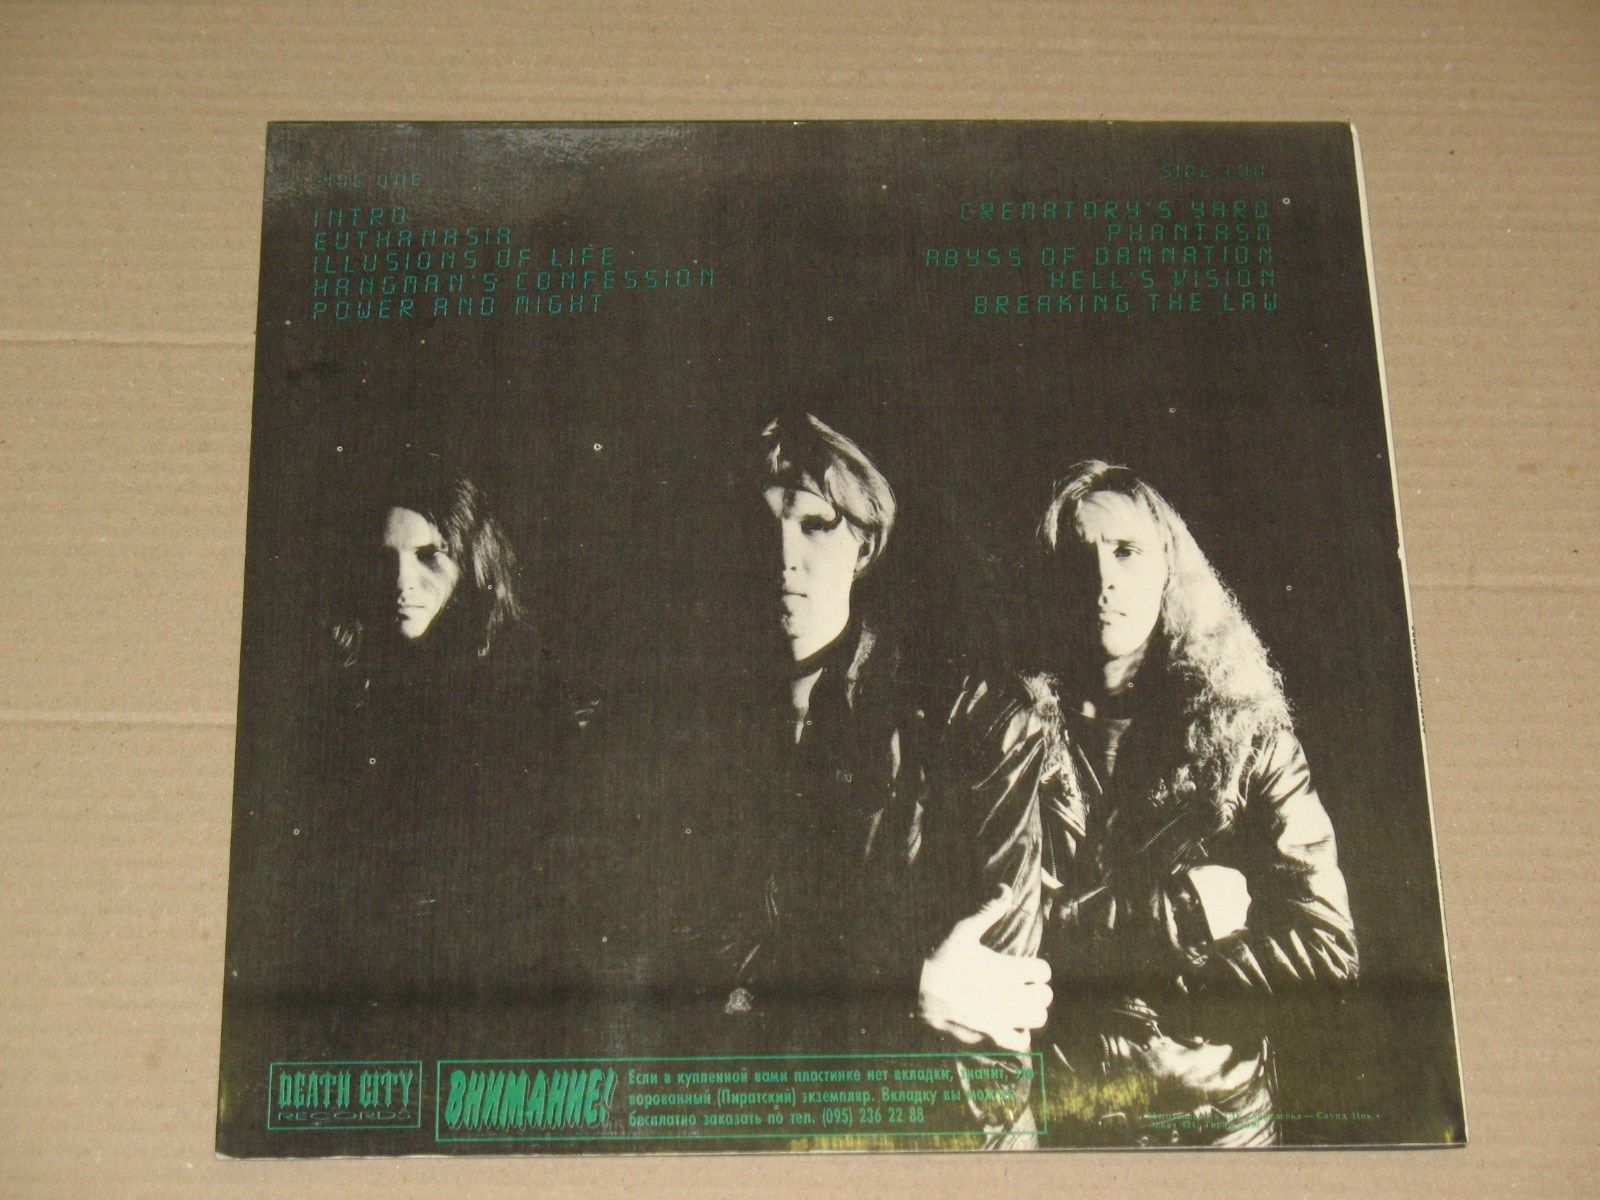 SIDE ONE
INTRO
EUTHANASIA
ILLUSIONS OF LIFE
HANGMAN'S CONFESSION
POWER AND MIGHT
SIDE TWO
CREMATORY'S YARD
PHANTASM
ABYSS OF DAMNATION
HELL'S VISION
BREAKING THE LAW
DEATH CITY
RECORDS
ВНИМАНИЕ!
Если в купленной вами пластинке нет вкладки, значит, это
ворованный (Пиратский) экземпляр. Вкладку вы можете
бесплатно заказать по тел. (095) 236 22 88